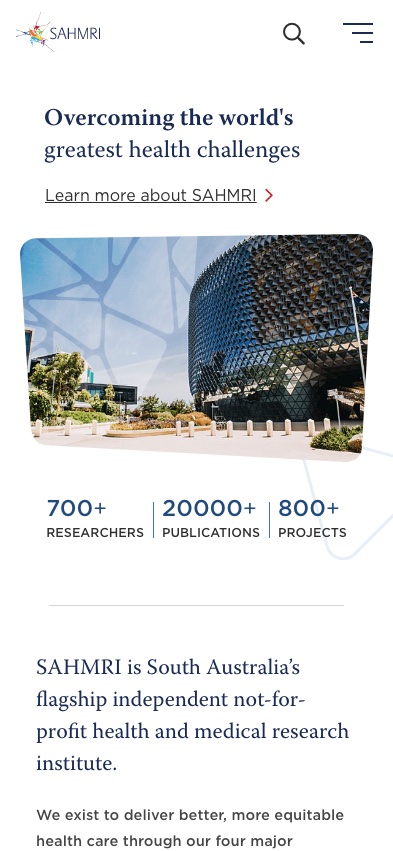 SAHMRI
Overcoming the world's
greatest health challenges
Learn more about SAHMRI
700+ 20000+ 800+
RESEARCHERS PUBLICATIONS PROJECTS
SAHMRI is South Australia’s
flagship independent not-for-
profit health and medical research
institute.
We exist to deliver better, more equitable
health care through our four major